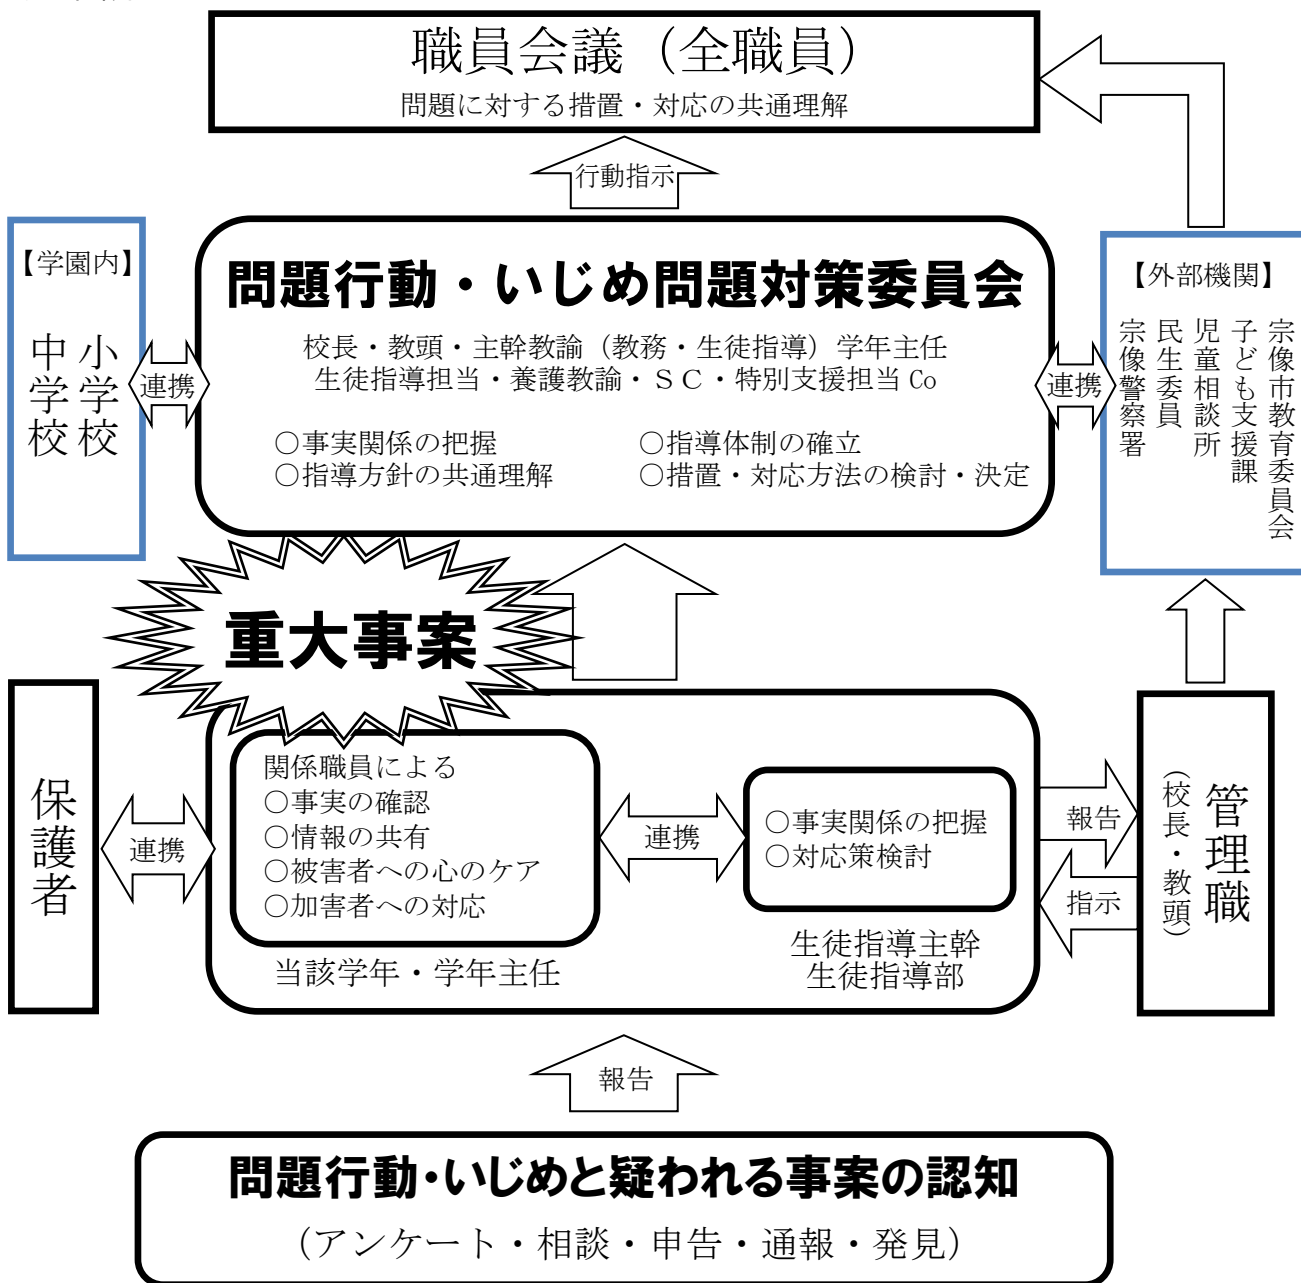 職員会議（全職員）
問題に対する措置・対応の共通理解
行動指示
【学園内】
小学校
中学校
連携
問題行動・いじめ問題対策委員会
校長・教頭・主幹教諭（教務・生徒指導）学年主任
生徒指導担当・養護教諭・ＳＣ・特別支援担当 Co
○事実関係の把握
○指導体制の確立
○指導方針の共通理解
○措置・対応方法の検討・決定
連携
【外部機関】
宗像市教育委員会
子ども支援課
児童相談所
民生委員
宗像警察署
重大事案
保護者
連携
関係職員による
○事実の確認
○情報の共有
○被害者への心のケア
○加害者への対応
当該学年・学年主任
連携
○事実関係の把握
○対応策検討
生徒指導主幹
生徒指導部
報告
指示
管理職
（校長・教頭）
報告
問題行動・いじめと疑われる事案の認知
（アンケート・相談・申告・通報・発見）